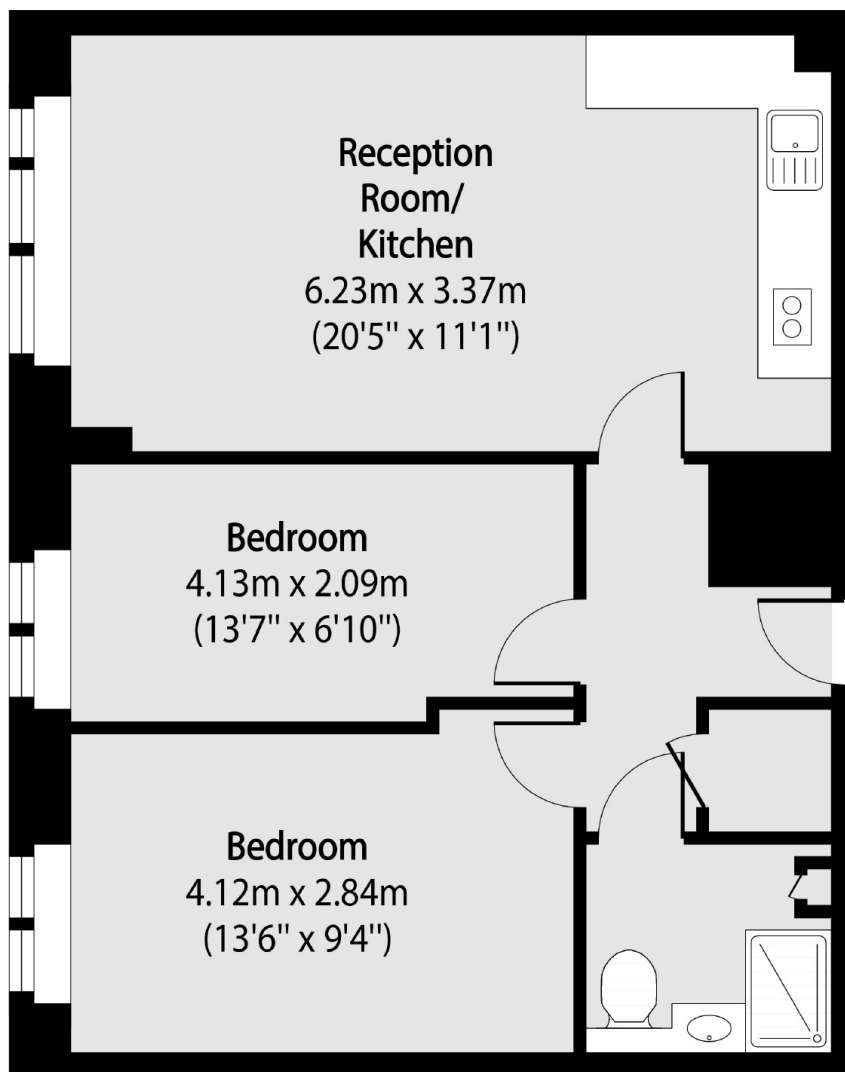 Reception
Room/
Kitchen
6.23m x 3.37m
(20'5" x 11'1")
Bedroom
4.13m x 2.09m
(13'7" x 6'10")
Bedroom
4.12m x 2.84m
(13'6" x 9'4")